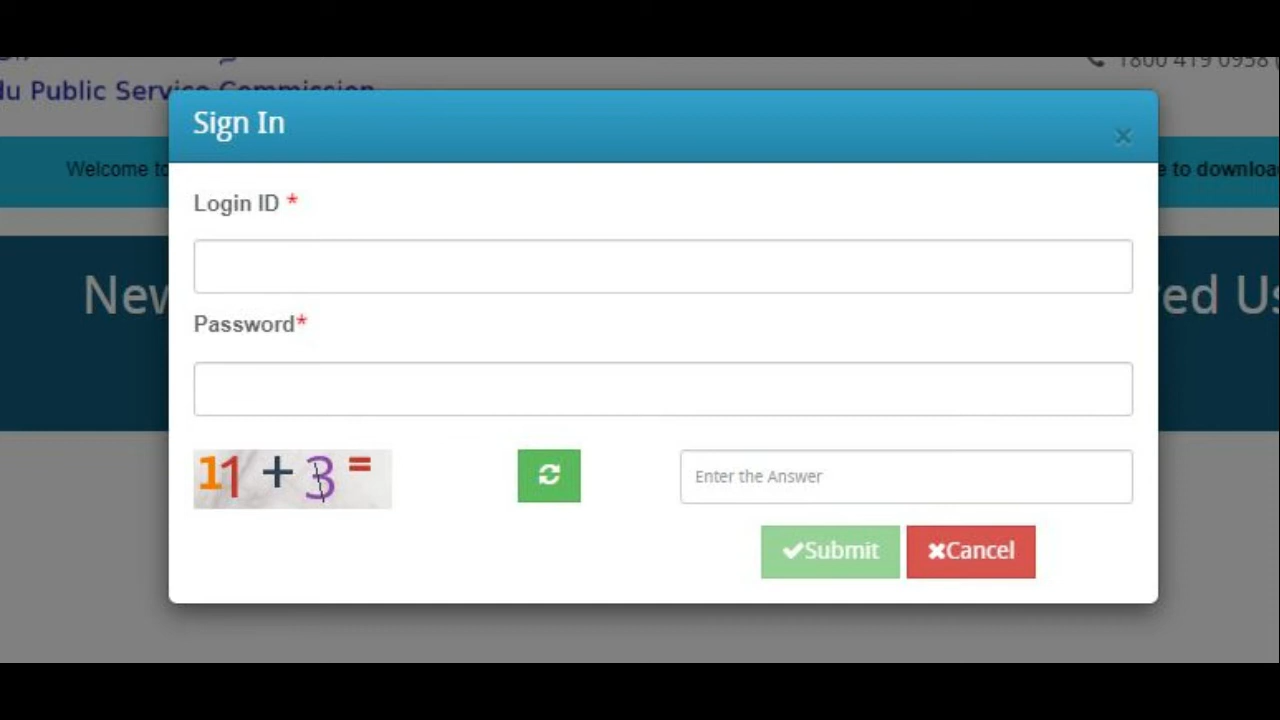 1800 419 0958
Public Service Commission
Sign In
×
Welcome to
e to downloa
Login ID *
New
red Us
Password*
11 + 3 =
Enter the Answer
Submit
Cancel